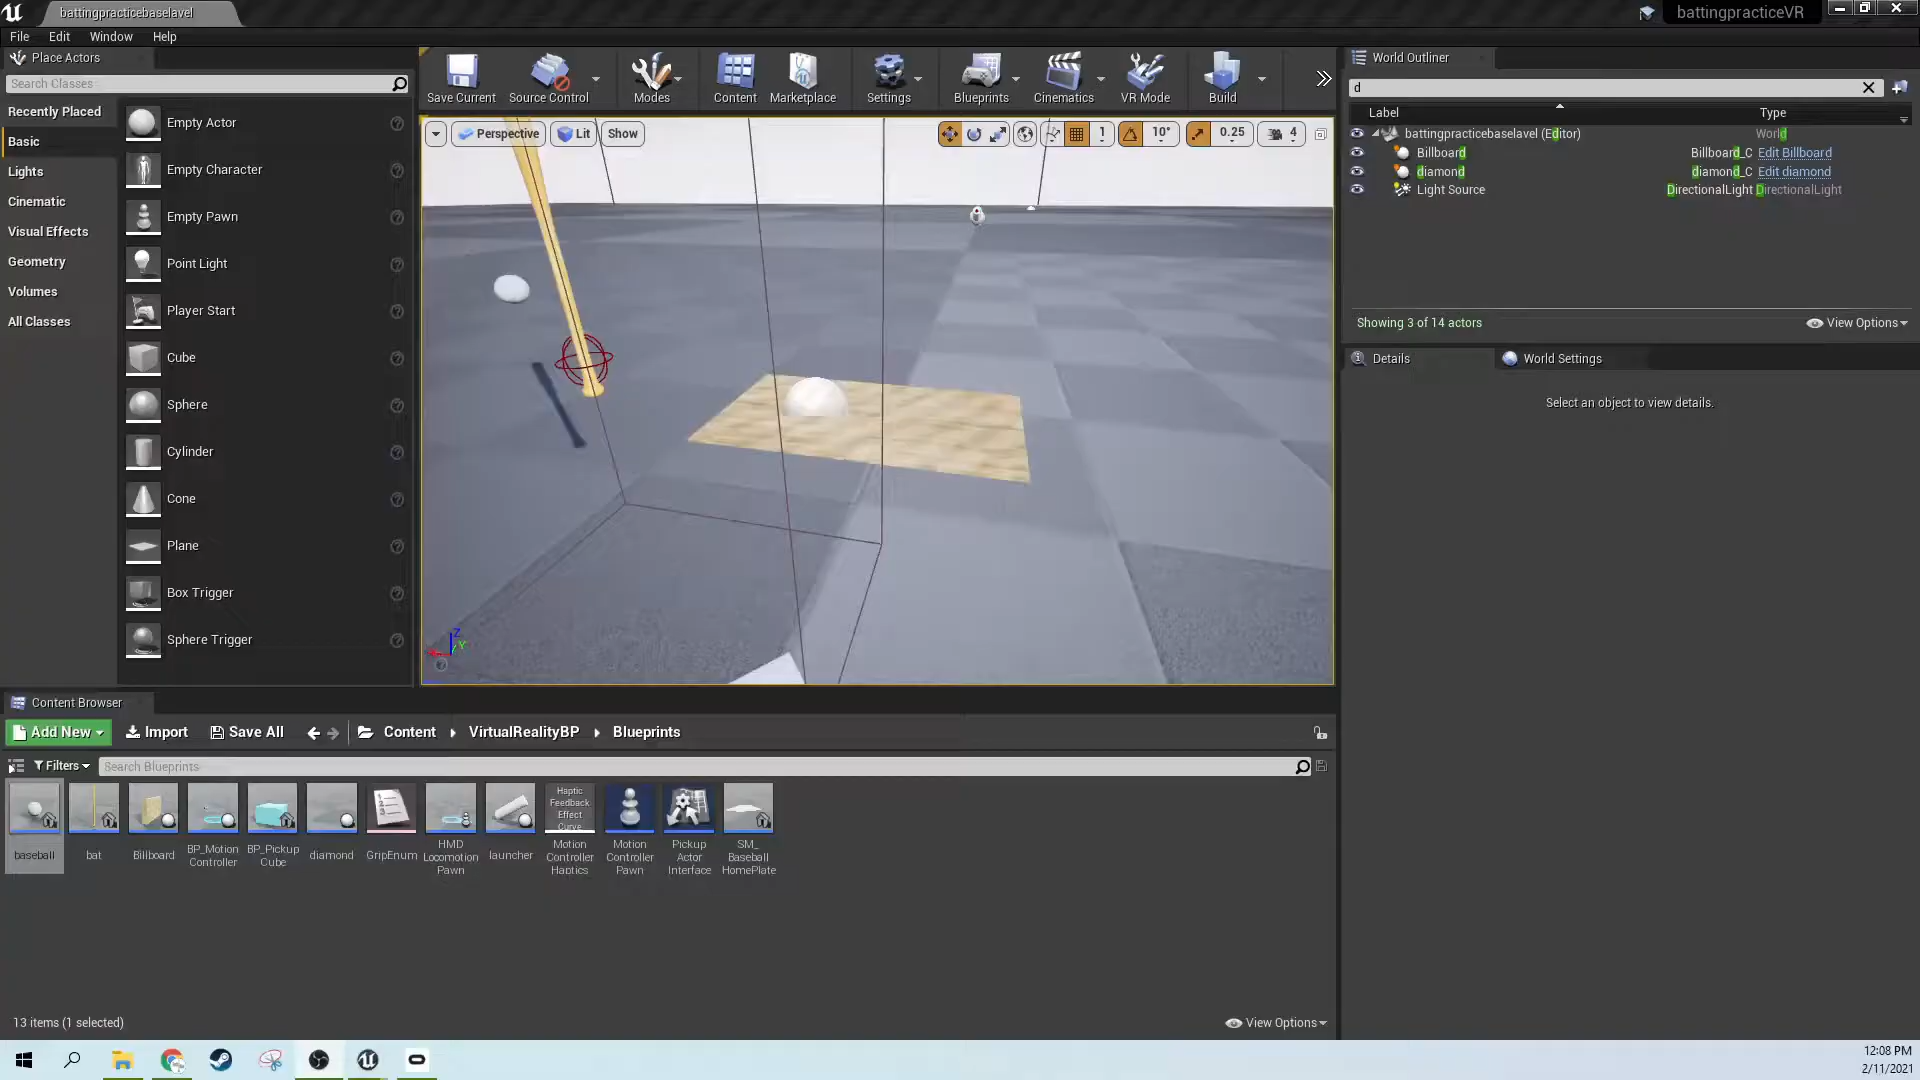 battingpracticebaselavel
battingpracticeVR
File Edit Window Help
Place Actors
Search Classes
Recently Placed
Basic
Lights
Cinematic
Visual Effects
Geometry
Volumes
All Classes
Empty Actor
Empty Character
Empty Pawn
Point Light
Player Start
Cube
Sphere
Cylinder
Cone
Plane
Box Trigger
Sphere Trigger
Save Current Source Control Modes Content Marketplace Settings Blueprints Cinematics VR Mode Build
Perspective Lit Show 1 10° 0.25 4
Z
Y
World Outliner
d
Label Type
battingpracticebaselavel (Editor) World
Billboard Billboard_C Edit Billboard
diamond diamond_C Edit diamond
Light Source DirectionalLight DirectionalLight
Showing 3 of 14 actors View Options
Details World Settings
Select an object to view details.
Content Browser
Add New Import Save All Content VirtualRealityBP Blueprints
Filters Search Blueprints
baseball
bat
Billboard
BP_Motion
Controller
BP_Pickup
Cube
diamond
GripEnum
HMD
Locomotion
Pawn
launcher
Haptic
Feedback
Effect
Curve
Motion
Controller
Haptics
Motion
Controller
Pawn
Pickup
Actor
Interface
SM_
Baseball
HomePlate
13 items (1 selected) View Options
12:08 PM
2/11/2021